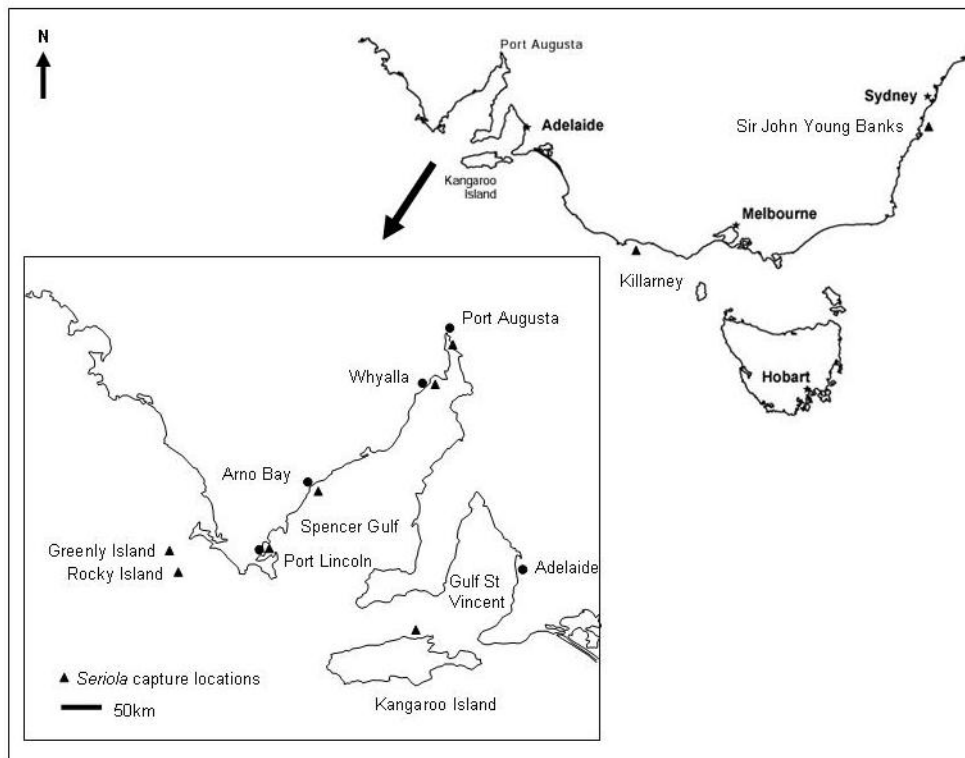 N
Port Augusta
Sydney
Sir John Young Banks
Adelaide
Kangaroo
Island
Melbourne
Killarney
Hobart
Port Augusta
Whyalla
Arno Bay
Spencer Gulf
Greenly Island
Port Lincoln
Rocky Island
Adelaide
Gulf St
Vincent
Seriola capture locations
50km
Kangaroo Island